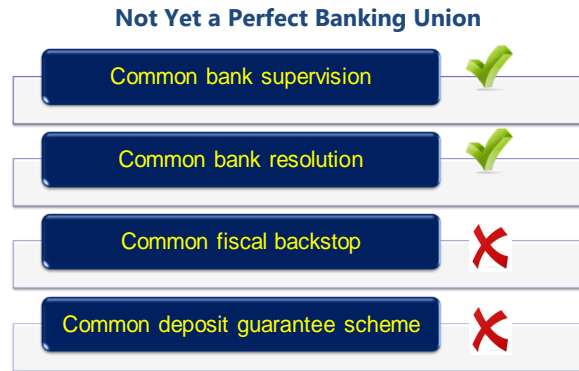 Not Yet a Perfect Banking Union
Common bank supervision
Common bank resolution
Common fiscal backstop
Common deposit guarantee scheme